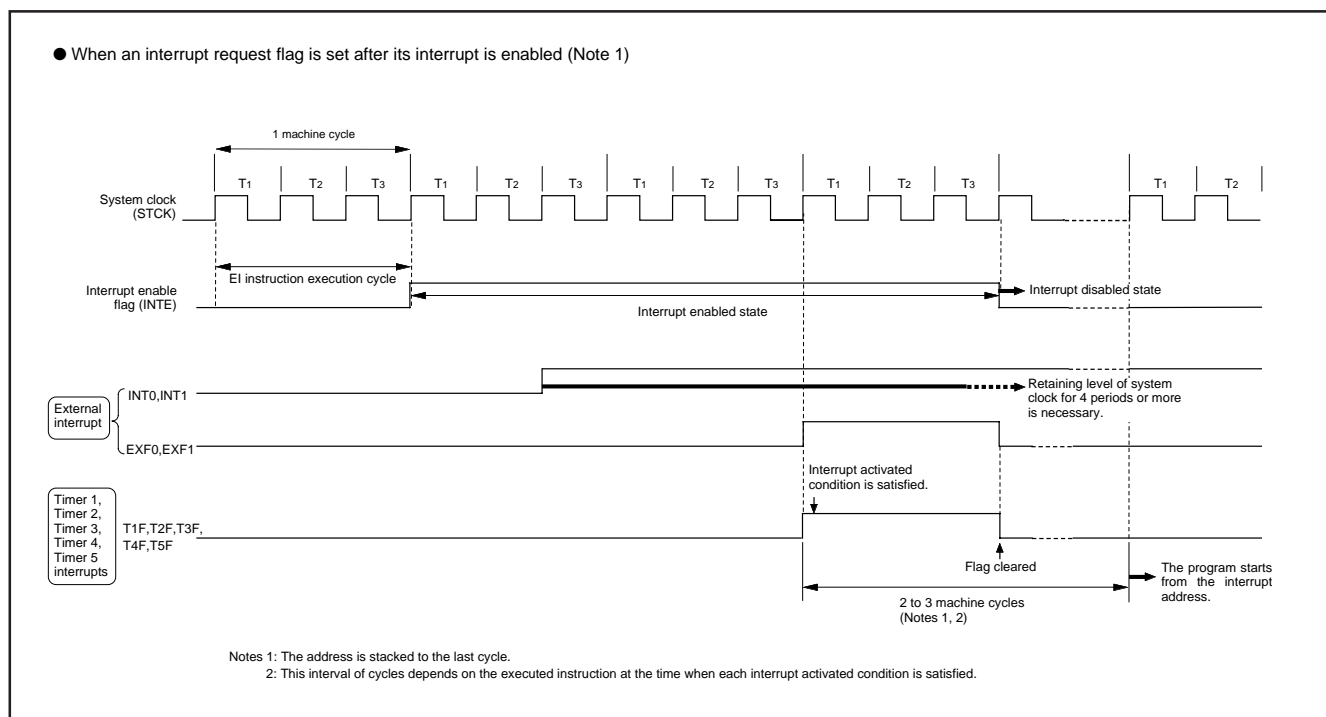 ● When an interrupt request flag is set after its interrupt is enabled (Note 1)
1 machine cycle
T1 T2 T3 T1 T2 T3 T1 T2 T3 T1 T2 T3 T1 T2
System clock
(STCK)
EI instruction execution cycle
Interrupt enable
flag (INTE)
Interrupt enabled state
Interrupt disabled state
External
interrupt
INT0,INT1
Retaining level of system
clock for 4 periods or more
is necessary.
EXF0,EXF1
Interrupt activated
condition is satisfied.
Timer 1,
Timer 2,
Timer 3,
Timer 4,
Timer 5
interrupts
T1F,T2F,T3F,
T4F,T5F
Flag cleared
2 to 3 machine cycles
(Notes 1, 2)
The program starts
from the interrupt
address.
Notes 1: The address is stacked to the last cycle.
2: This interval of cycles depends on the executed instruction at the time when each interrupt activated condition is satisfied.